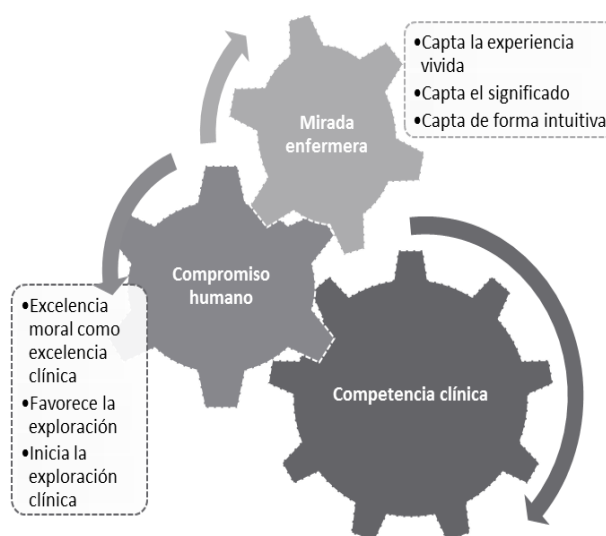 Mirada
enfermera
•Capta la experiencia
vivida
•Capta el significado
•Capta de forma intuitiva
Compromiso
humano
•Excelencia
moral como
excelencia
clínica
•Favorece la
exploración
•Inicia la
exploración
clínica
Competencia clínica